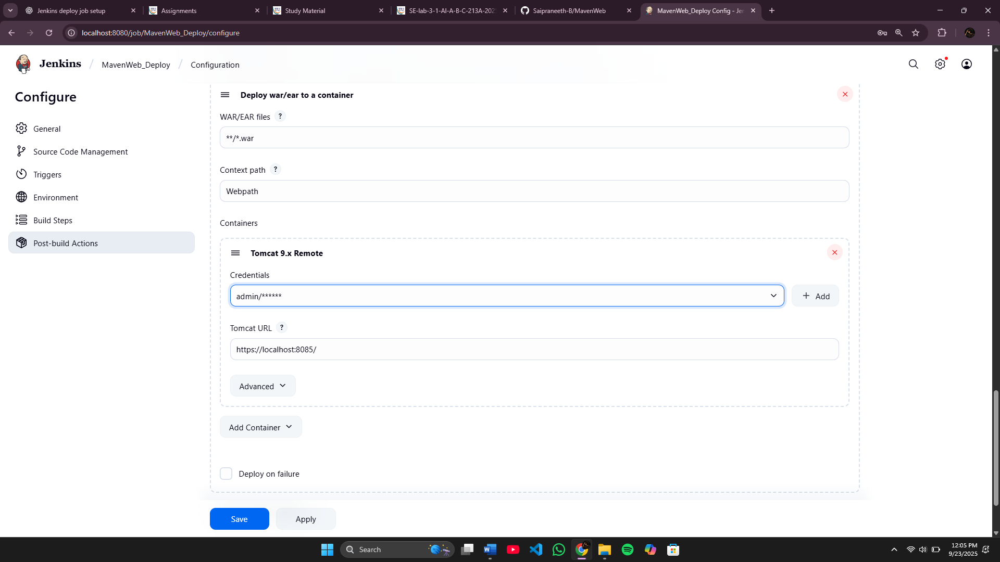 Jenkins deploy job setup
Assignments
Study Material
SE-lab-3-1-AI-A-B-C-213A-202
Saipraneeth-B/MavenWeb
MavenWeb_Deploy Config - Je
localhost:8080/job/MavenWeb_Deploy/configure
Jenkins / MavenWeb_Deploy / Configuration
Configure
General
Source Code Management
Triggers
Environment
Build Steps
Post-build Actions
Deploy war/ear to a container
WAR/EAR files ?
**/*.war
Context path ?
Webpath
Containers
Tomcat 9.x Remote
Credentials
admin/******
+ Add
Tomcat URL ?
https://localhost:8085/
Advanced
Add Container
Deploy on failure
Save
Apply
Search
12:05 PM
9/23/2025